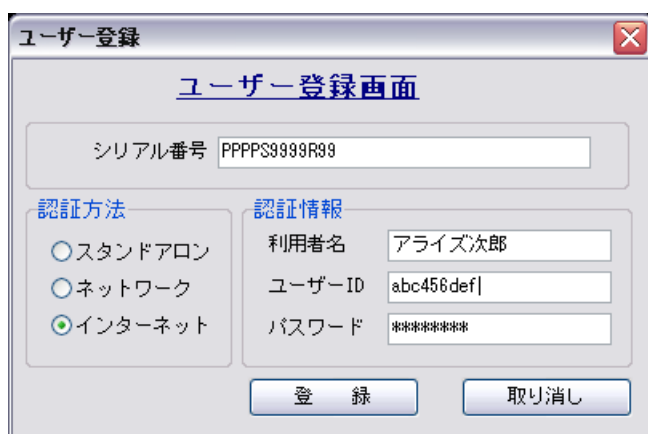 ユーザー登録
ユーザー登録画面
シリアル番号 PPPPS9999R99
認証方法
スタンドアロン
ネットワーク
インターネット
認証情報
利用者名 アライズ次郎
ユーザーID abc456def
パスワード ********
登　録 取り消し